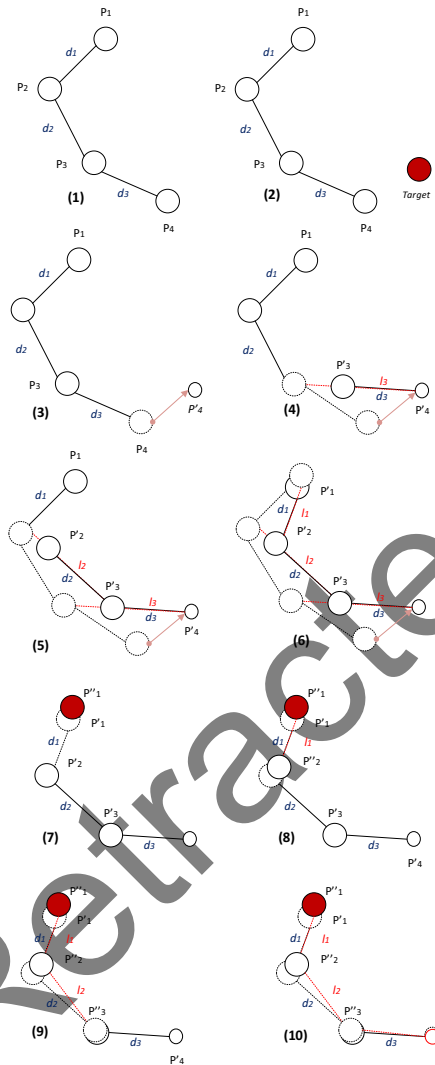 P1
d1
P2
d2
P3
d3
P4
(1)
P1
d1
P2
d2
P3
d3
P4
(2)
Target
P1
d1
d2
P3
d3
P4
P'4
(3)
P1
d1
d2
P'3
l3
d3
P'4
(4)
P1
d1
P'2
l2
d2
P'3
l3
d3
P'4
(5)
P'1
d1
l1
P'2
l2
d2
P'3
l3
d3
(6)
P''1
P'1
d1
P'2
d2
P'3
d3
(7)
P''1
P'1
d1
l1
P''2
d2
P'3
d3
P'4
(8)
P''1
P'1
d1
l1
P''2
l2
d2
P''3
d3
P'4
(9)
P''1
P'1
d1
l1
P''2
l2
d2
P''3
d3
(10)